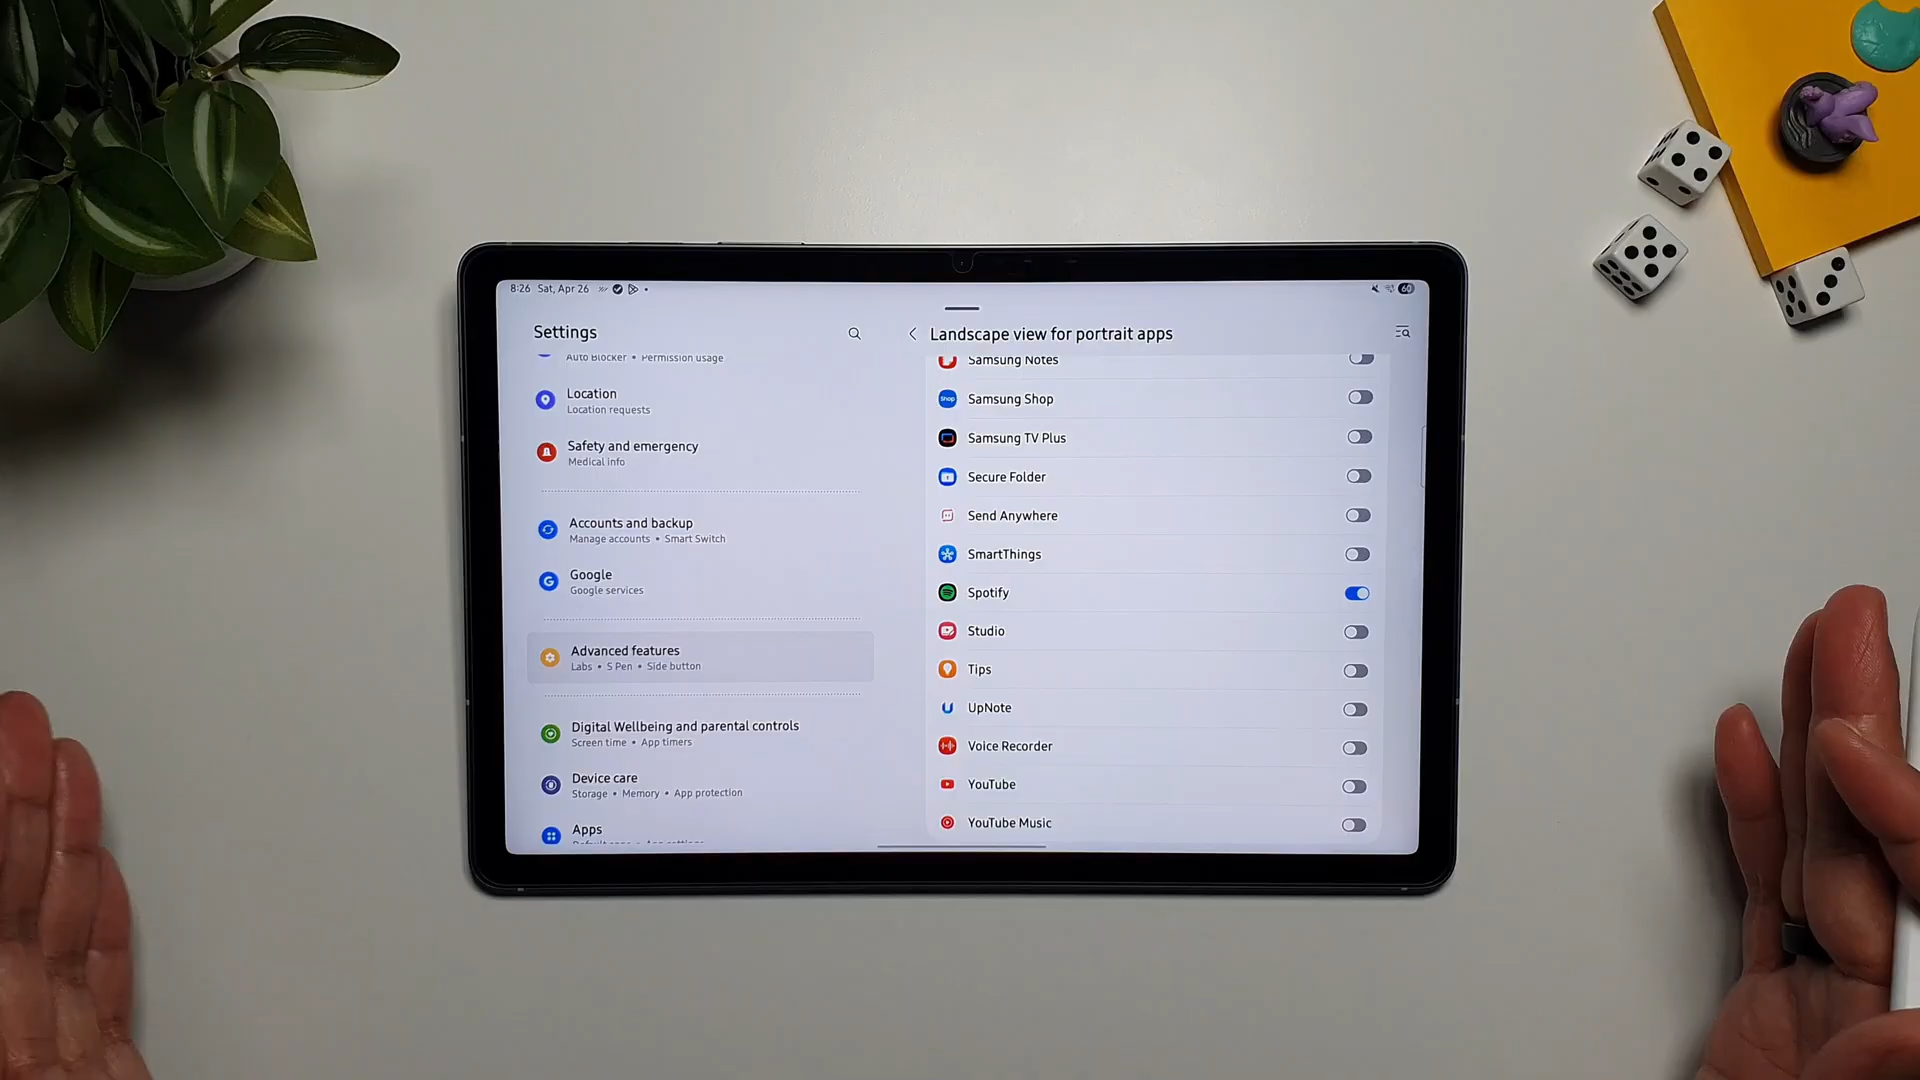 8:26 Sat, Apr 26
60
Settings
Auto Blocker • Permission usage
Location
Location requests
Safety and emergency
Medical info
Accounts and backup
Manage accounts • Smart Switch
Google
Google services
Advanced features
Labs • S Pen • Side button
Digital Wellbeing and parental controls
Screen time • App timers
Device care
Storage • Memory • App protection
Apps
Landscape view for portrait apps
Samsung Notes
Shop
Samsung Shop
Samsung TV Plus
Secure Folder
Send Anywhere
SmartThings
Spotify
Studio
Tips
UpNote
Voice Recorder
YouTube
YouTube Music